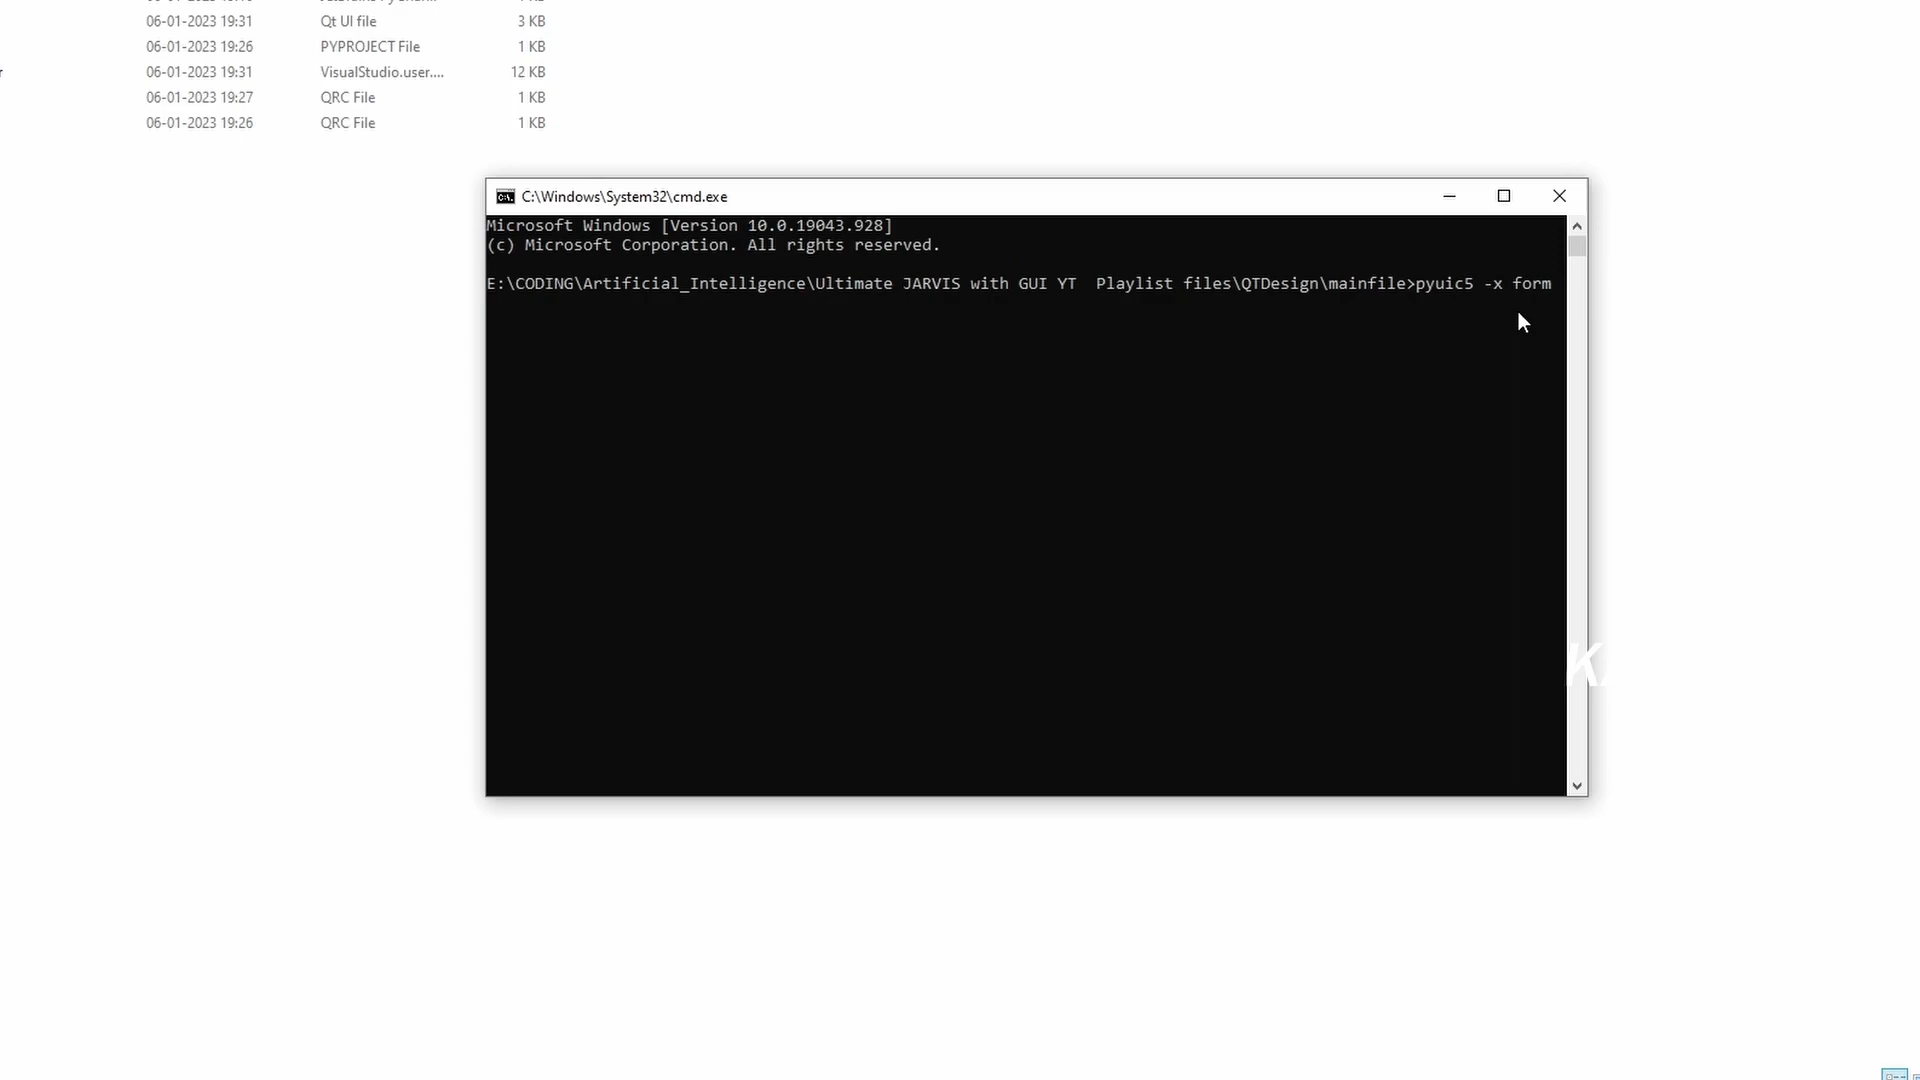 06-01-2023 19:31 Qt UI file 3 KB
06-01-2023 19:26 PYPROJECT File 1 KB
06-01-2023 19:31 VisualStudio.user.... 12 KB
06-01-2023 19:27 QRC File 1 KB
06-01-2023 19:26 QRC File 1 KB
C:\Windows\System32\cmd.exe
Microsoft Windows [Version 10.0.19043.928]
(c) Microsoft Corporation. All rights reserved.
E:\CODING\Artificial_Intelligence\Ultimate JARVIS with GUI YT  Playlist files\QTDesign\mainfile>pyuic5 -x form